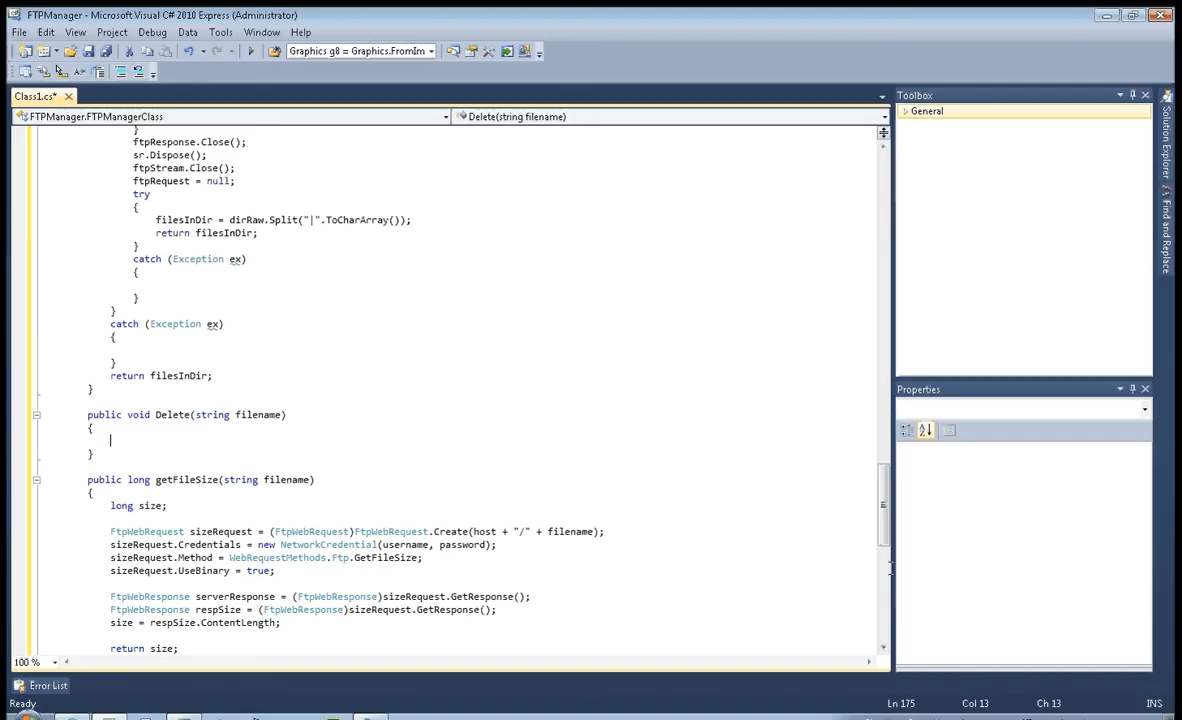 FTPManager - Microsoft Visual C# 2010 Express (Administrator)
File Edit View Project Debug Data Tools Window Help
Graphics g8 = Graphics.FromIm
Class1.cs*
Toolbox
FTPManager.FTPManagerClass
Delete(string filename)
General
}
ftpResponse.Close();
sr.Dispose();
ftpStream.Close();
ftpRequest = null;
try
{
filesInDir = dirRaw.Split("|".ToCharArray());
return filesInDir;
}
catch (Exception ex)
{
}
}
catch (Exception ex)
{
}
return filesInDir;
}
public void Delete(string filename)
{
}
public long getFileSize(string filename)
{
long size;
FtpWebRequest sizeRequest = (FtpWebRequest)FtpWebRequest.Create(host + "/" + filename);
sizeRequest.Credentials = new NetworkCredential(username, password);
sizeRequest.Method = WebRequestMethods.Ftp.GetFileSize;
sizeRequest.UseBinary = true;
FtpWebResponse serverResponse = (FtpWebResponse)sizeRequest.GetResponse();
FtpWebResponse respSize = (FtpWebResponse)sizeRequest.GetResponse();
size = respSize.ContentLength;
return size;
100 %
Properties
Solution Explorer
Find and Replace
Error List
Ready
Ln 175
Col 13
Ch 13
INS